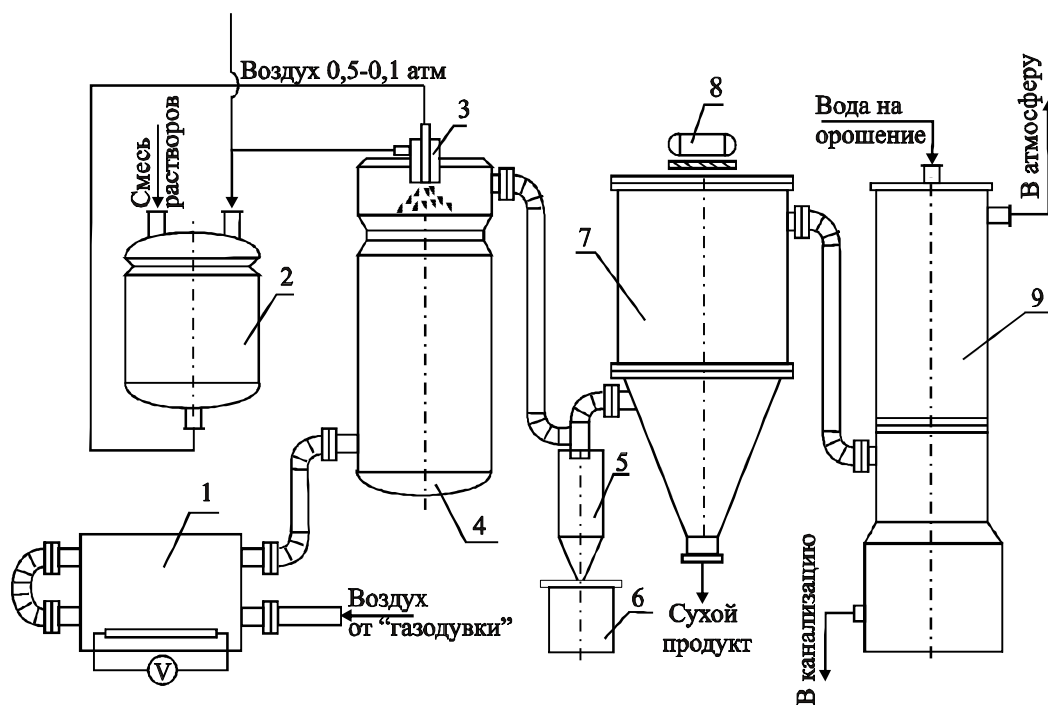 Воздух 0,5-0,1 атм
Смесь
растворов
3
8
Вода на
орошение
В атмосферу
2
7
9
1
4
5
6
Воздух
от “газодувки”
Сухой
продукт
В канализацию
V